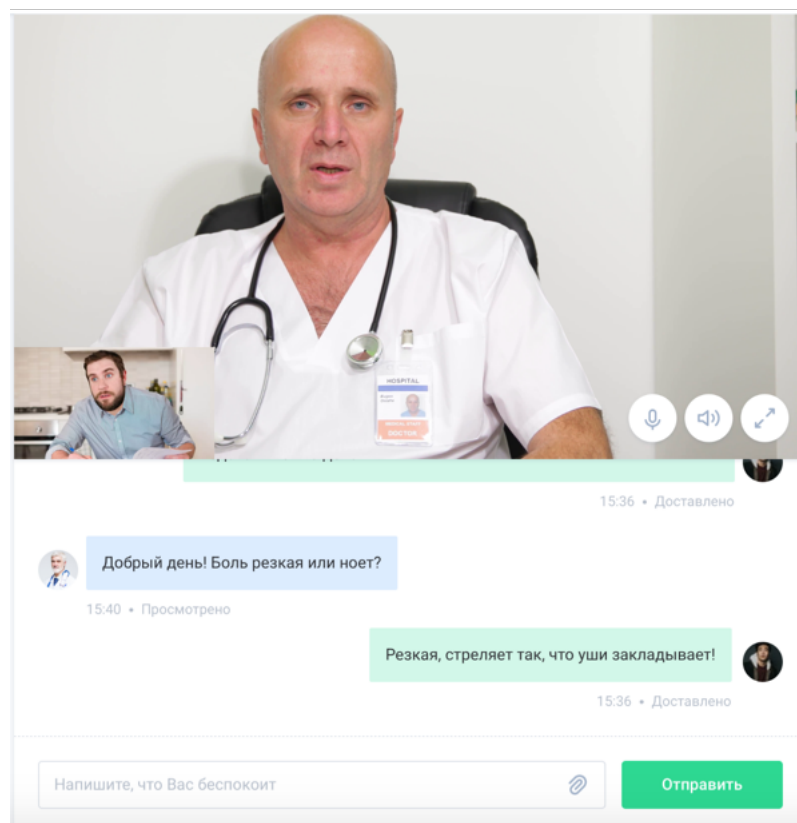 HOSPITAL
DOCTOR
15:36 • Доставлено
Добрый день! Боль резкая или ноет?
15:40 • Просмотрено
Резкая, стреляет так, что уши закладывает!
15:36 • Доставлено
Напишите, что Вас беспокоит
Отправить